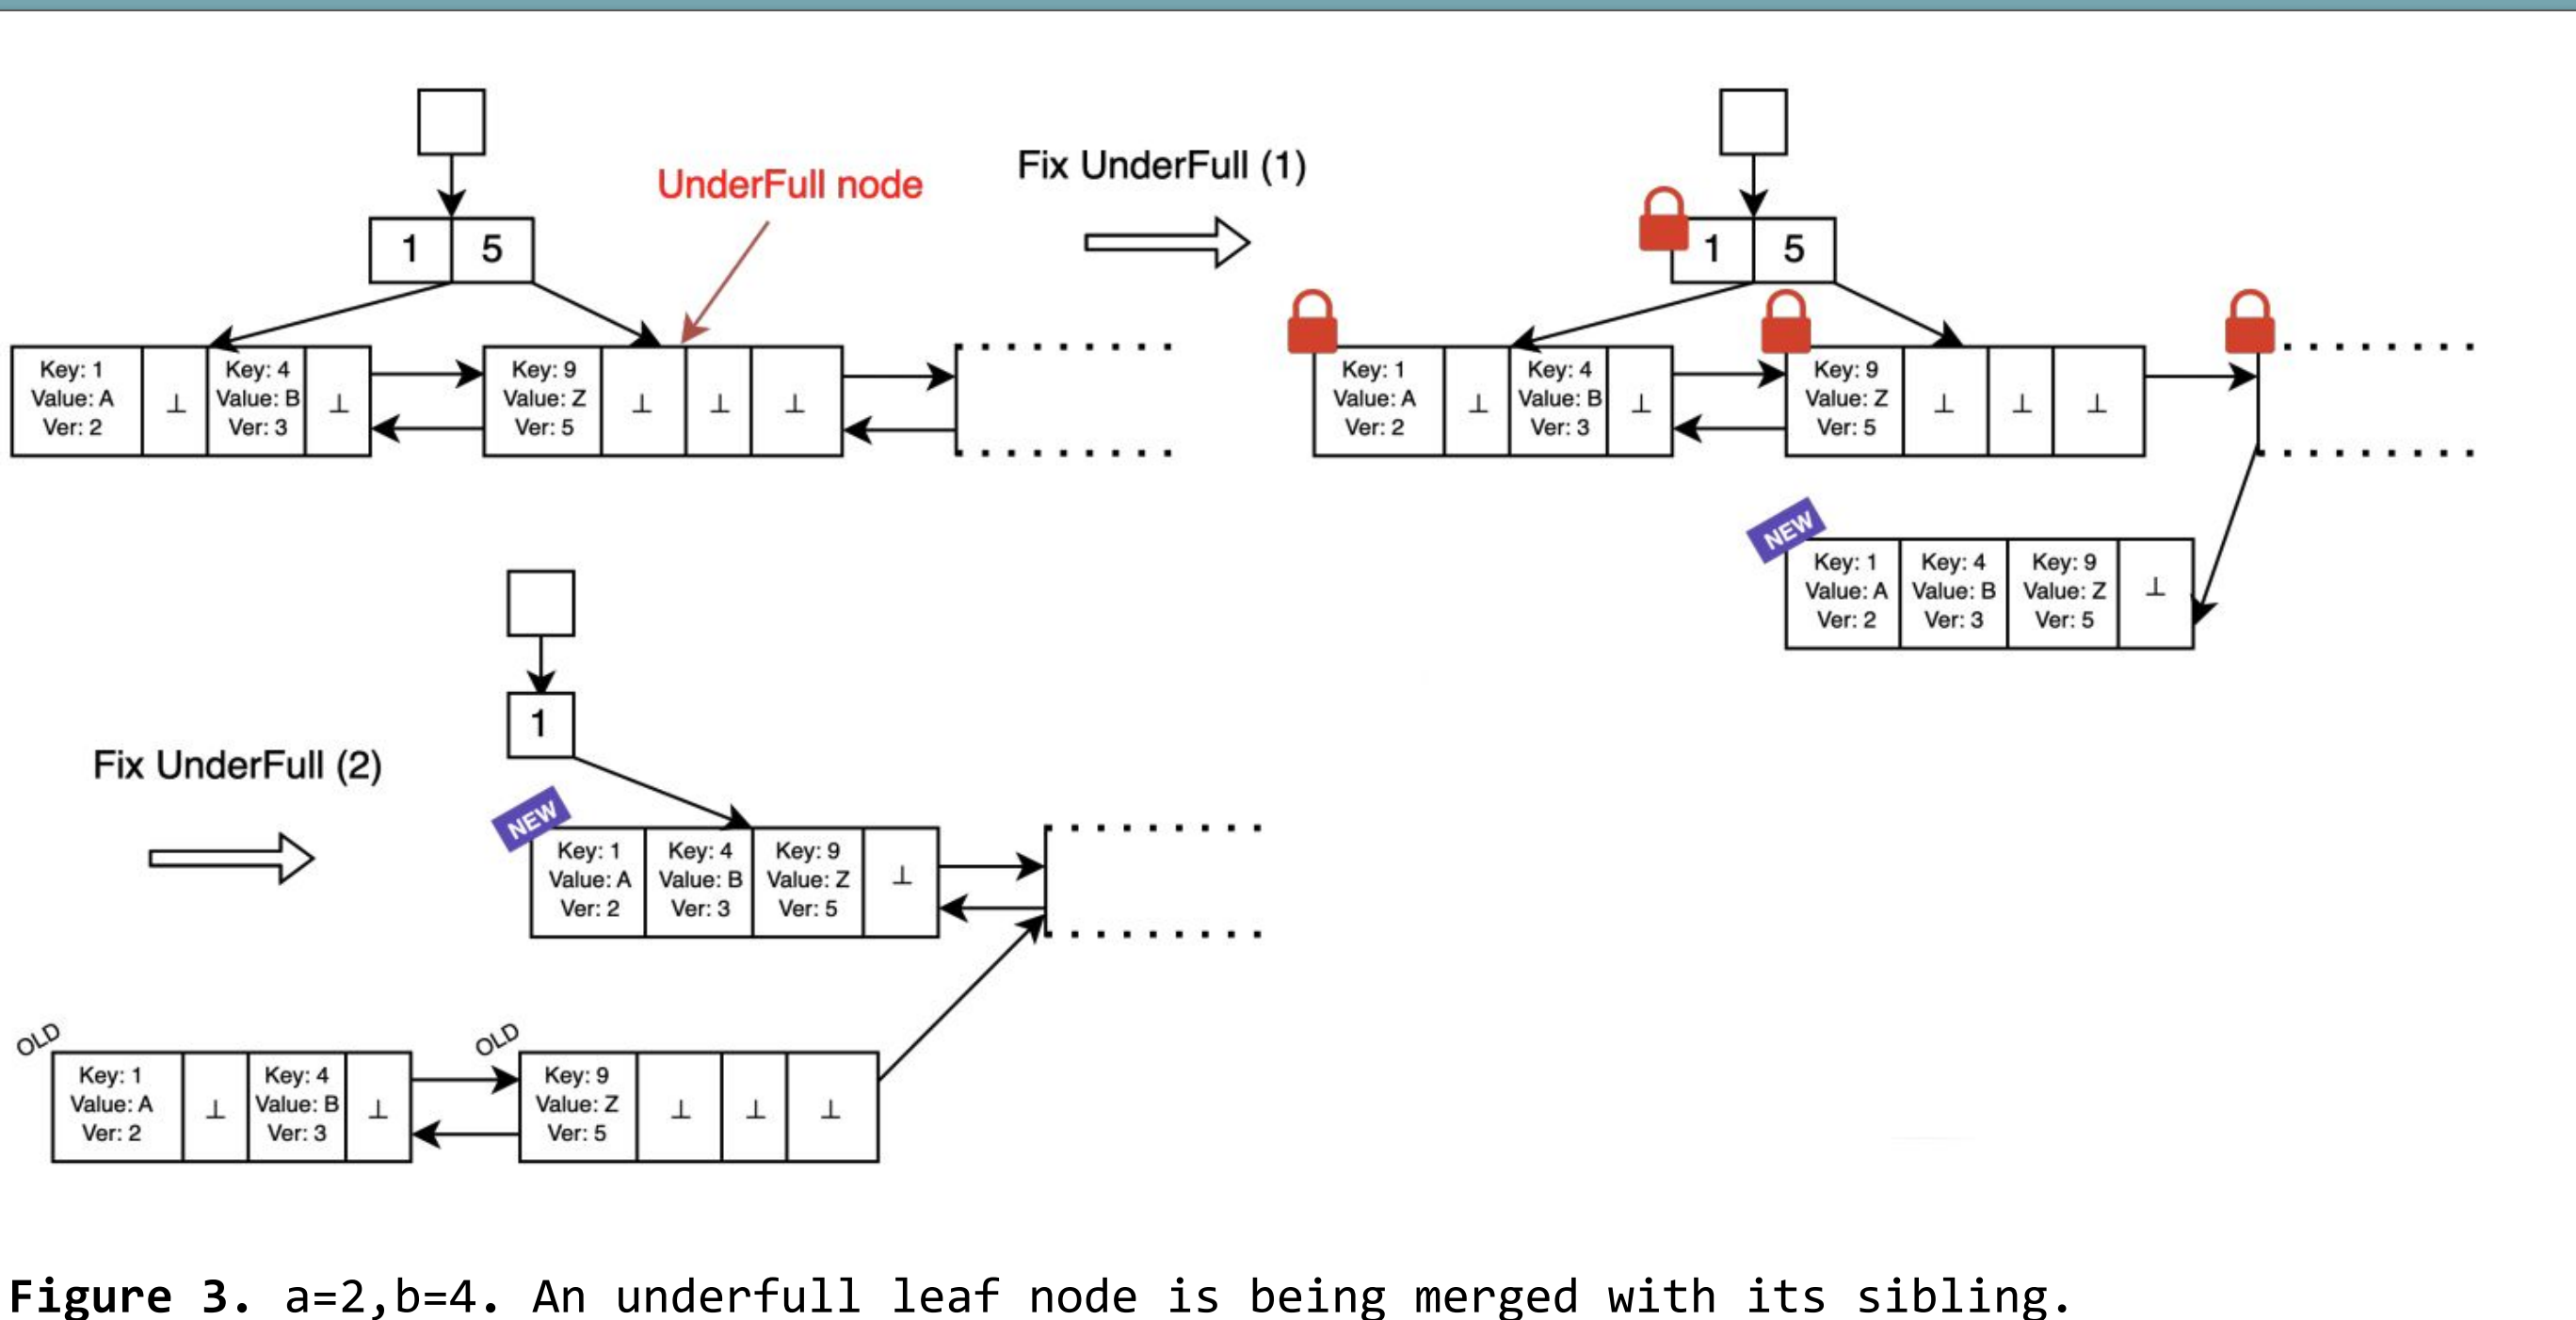 UnderFull node
1 5
Key: 1 Key: 4 Key: 9
Value: A ⊥ Value: B ⊥ Value: Z ⊥ ⊥ ⊥
Ver: 2 Ver: 3 Ver: 5
Fix UnderFull (1)
1 5
Key: 1 Key: 4 Key: 9
Value: A ⊥ Value: B ⊥ Value: Z ⊥ ⊥ ⊥
Ver: 2 Ver: 3 Ver: 5
NEW
Key: 1 Key: 4 Key: 9
Value: A Value: B Value: Z ⊥
Ver: 2 Ver: 3 Ver: 5
Fix UnderFull (2)
1
NEW
Key: 1 Key: 4 Key: 9
Value: A Value: B Value: Z ⊥
Ver: 2 Ver: 3 Ver: 5
OLD OLD
Key: 1 Key: 4 Key: 9
Value: A ⊥ Value: B ⊥ Value: Z ⊥ ⊥ ⊥
Ver: 2 Ver: 3 Ver: 5
Figure 3. a=2,b=4. An underfull leaf node is being merged with its sibling.